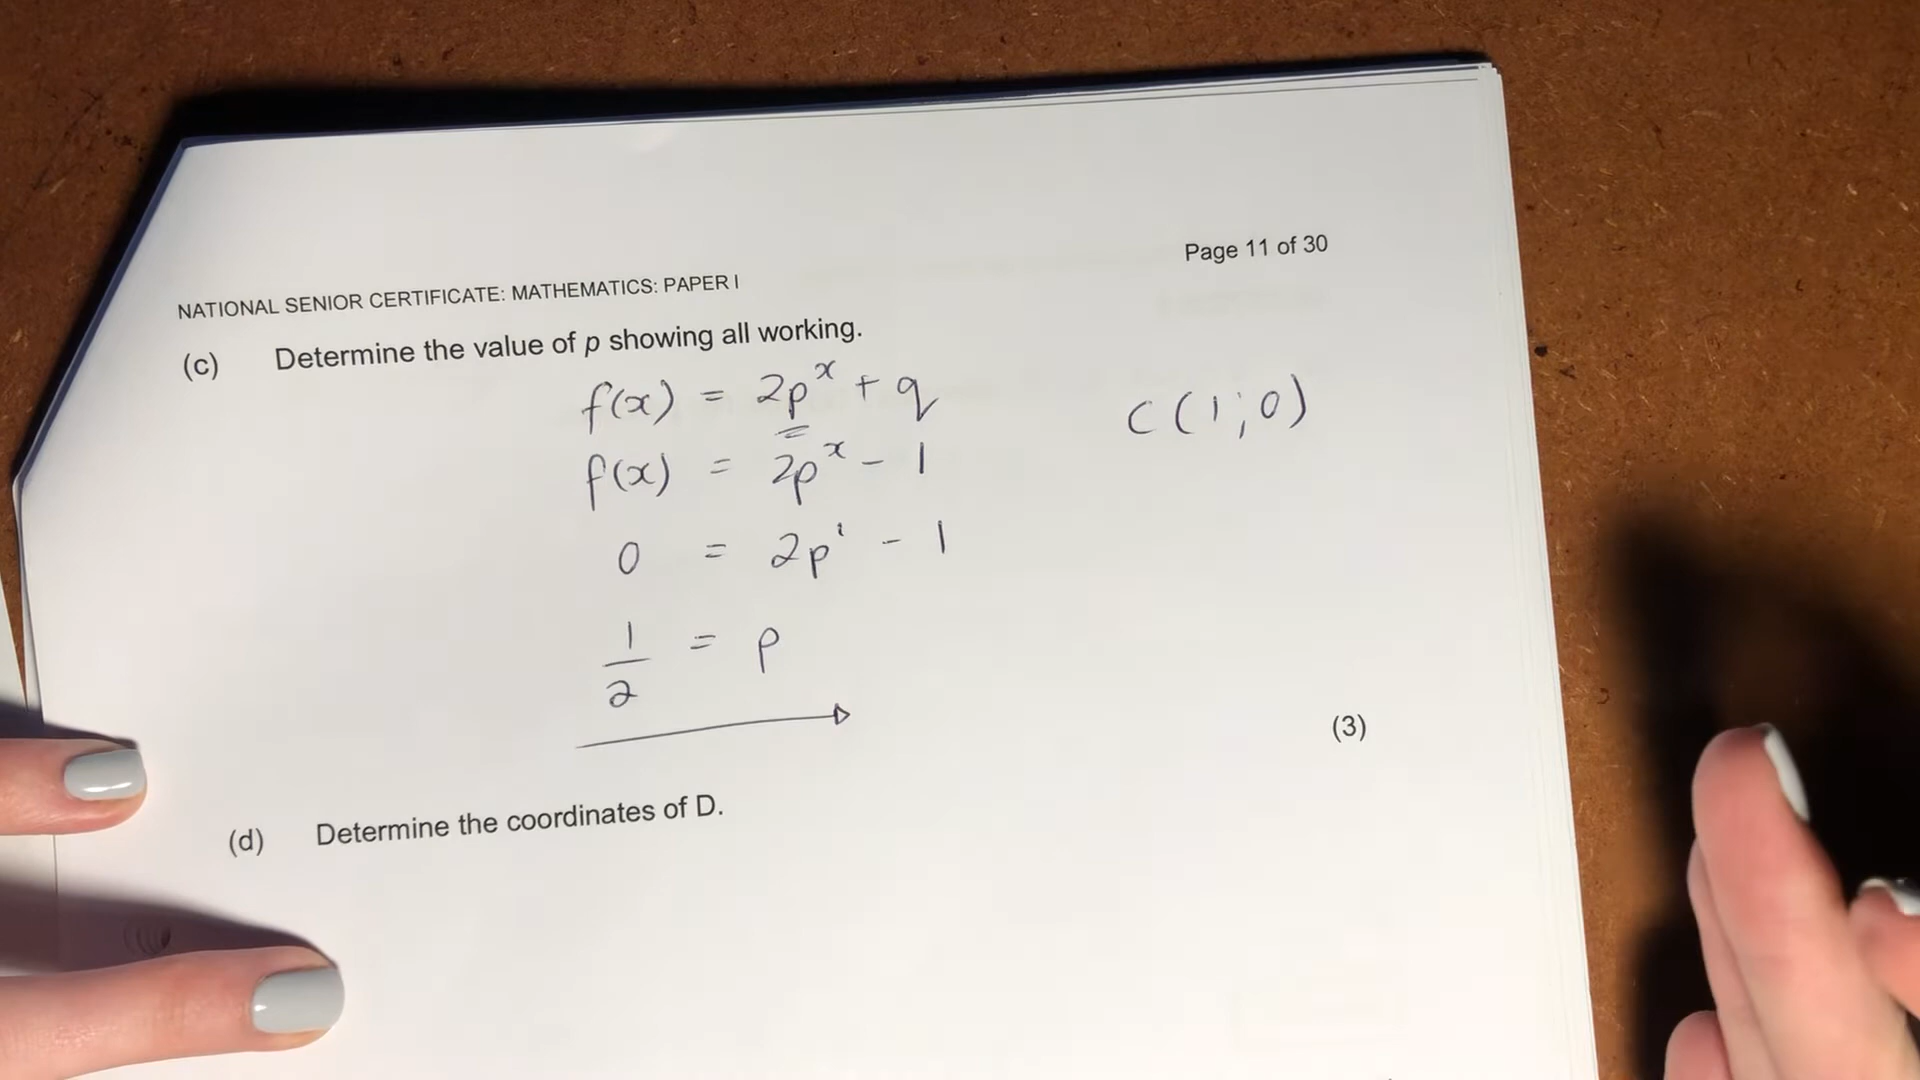 Page 11 of 30
NATIONAL SENIOR CERTIFICATE: MATHEMATICS: PAPER I
(c) Determine the value of p showing all working.
f(x) = 2p^x + q
C(1;0)
f(x) = 2p^x - 1
0 = 2p^1 - 1
1/2 = p
(3)
(d) Determine the coordinates of D.